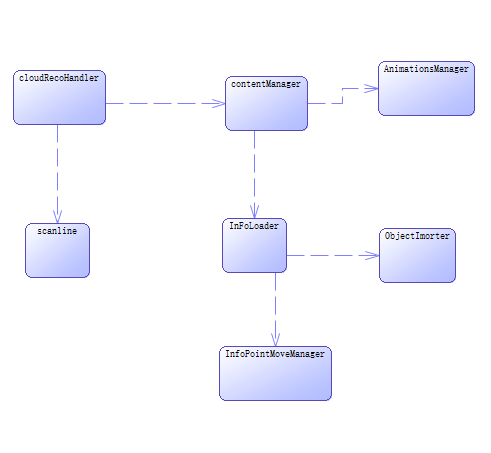 cloudRecoHandler
contentManager
AnimationsManager
scanline
InFoLoader
ObjectImorter
InfoPointMoveManager